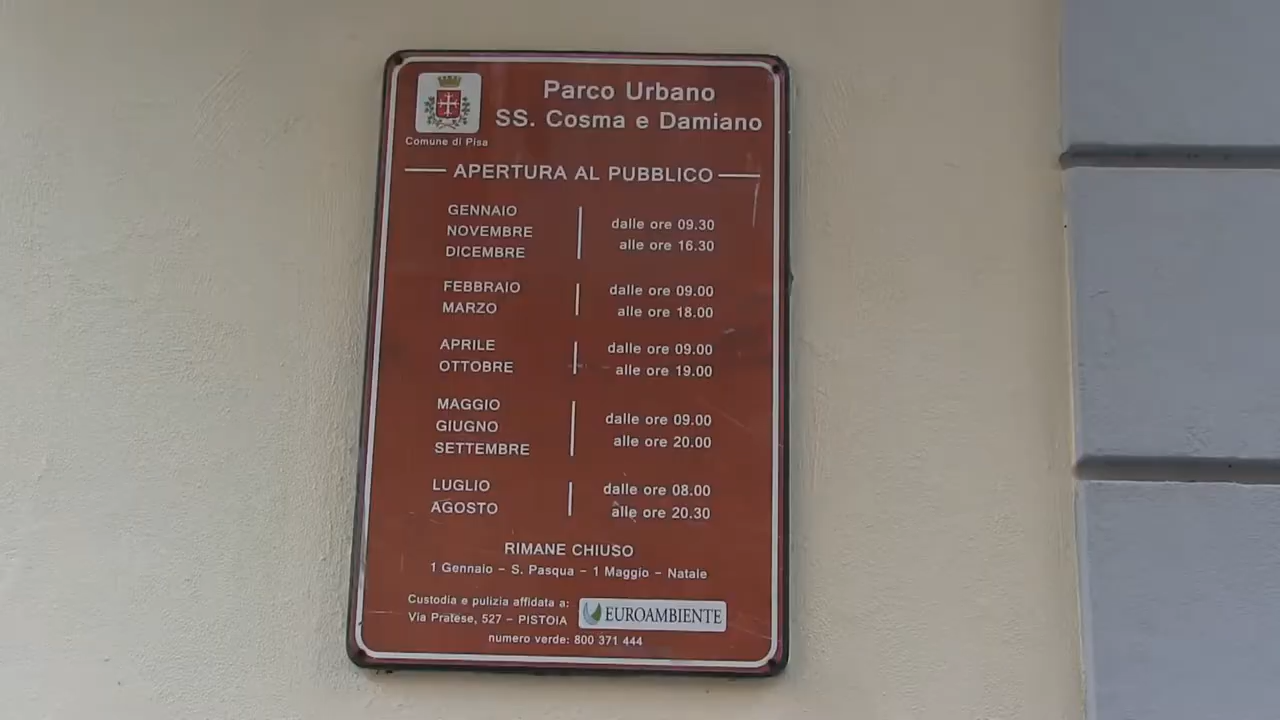 Parco Urbano
SS. Cosma e Damiano
Comune di Pisa
APERTURA AL PUBBLICO
GENNAIO
NOVEMBRE
DICEMBRE
dalle ore 09.30
alle ore 16.30
FEBBRAIO
MARZO
dalle ore 09.00
alle ore 18.00
APRILE
OTTOBRE
dalle ore 09.00
alle ore 19.00
MAGGIO
GIUGNO
SETTEMBRE
dalle ore 09.00
alle ore 20.00
LUGLIO
AGOSTO
dalle ore 08.00
alle ore 20.30
RIMANE CHIUSO
1 Gennaio – S. Pasqua – 1 Maggio – Natale
Custodia e pulizia affidata a:
Via Pratese, 527 – PISTOIA
EUROAMBIENTE
numero verde: 800 371 444